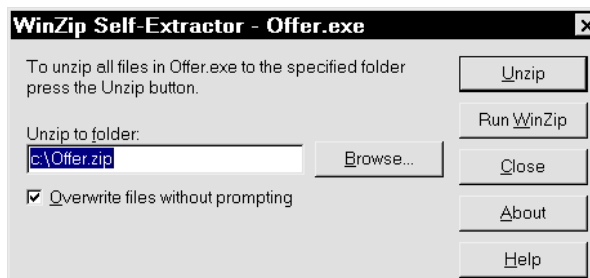 WinZip Self-Extractor - Offer.exe
To unzip all files in Offer.exe to the specified folder
press the Unzip button.
Unzip to folder:
c:\Offer.zip
Browse...
Overwrite files without prompting
Unzip
Run WinZip
Close
About
Help